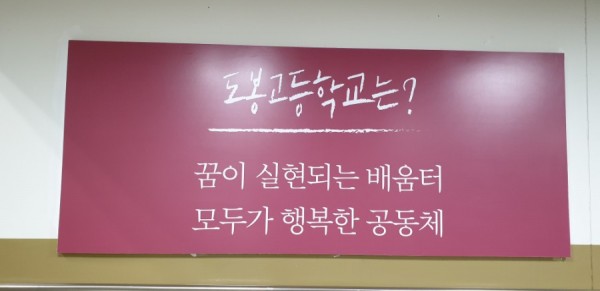 도봉고등학교는?
꿈이 실현되는 배움터
모두가 행복한 공동체